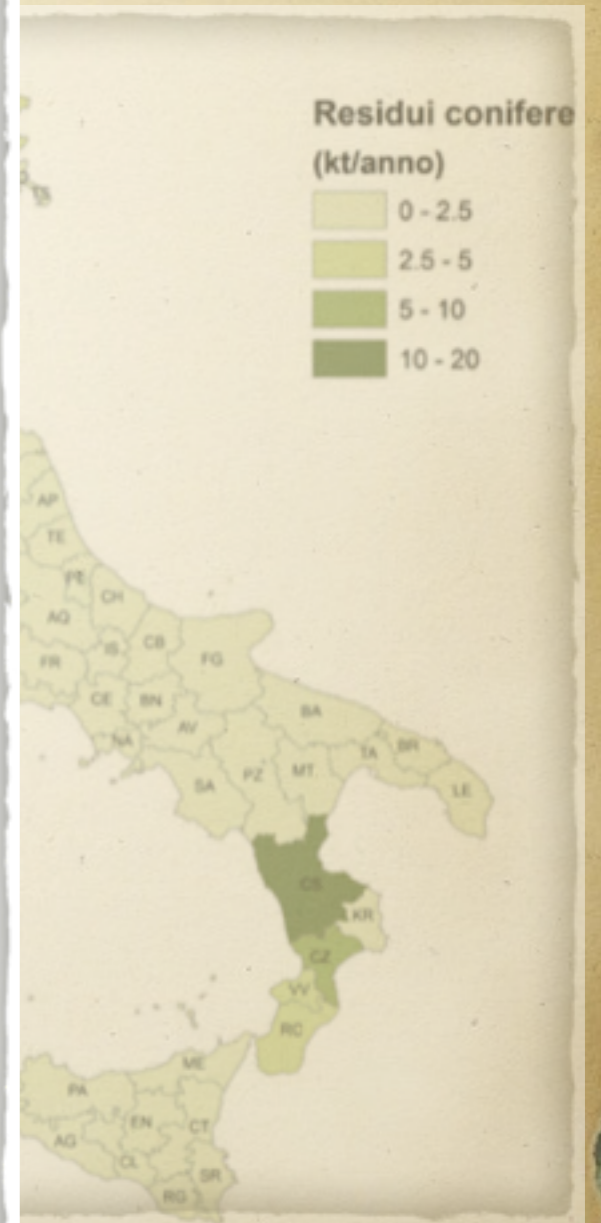 Residui conifere
(kt/anno)
0 - 2.5
2.5 - 5
5 - 10
10 - 20
TS
AP
TE
PE
CH
AQ
IS
CB
FR
FG
CE
BN
BA
NA
AV
TA
BR
SA
PZ
MT
LE
CS
KR
CZ
VV
RC
ME
PA
EN
CT
AG
CL
SR
RG